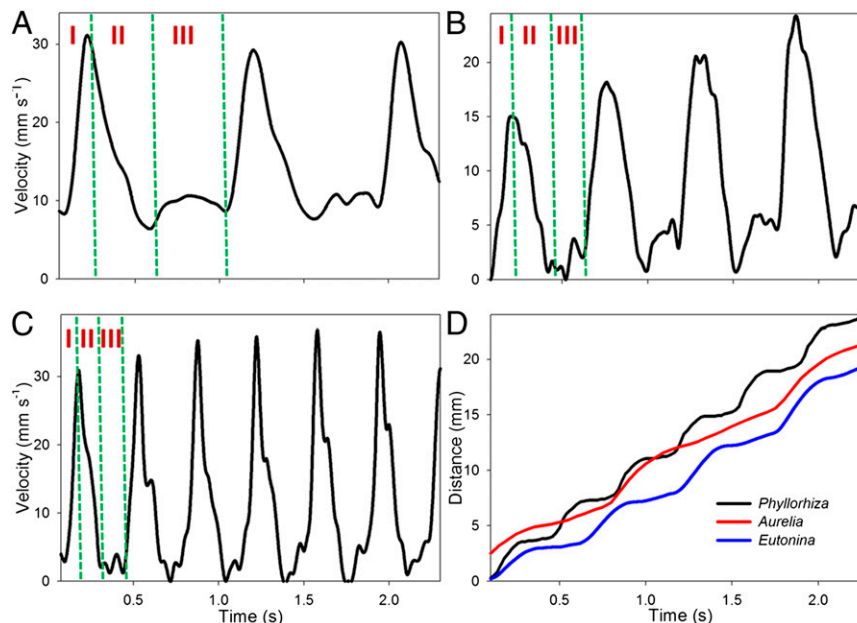 A
I II III
Velocity (mm s⁻¹)
30
20
10
0
B
I II III
20
15
10
5
0
C
I II III
Velocity (mm s⁻¹)
30
20
10
0
0.5 1.0 1.5 2.0
Time (s)
D
Distance (mm)
20
15
10
5
0
Phyllorhiza
Aurelia
Eutonina
0.5 1.0 1.5 2.0
Time (s)